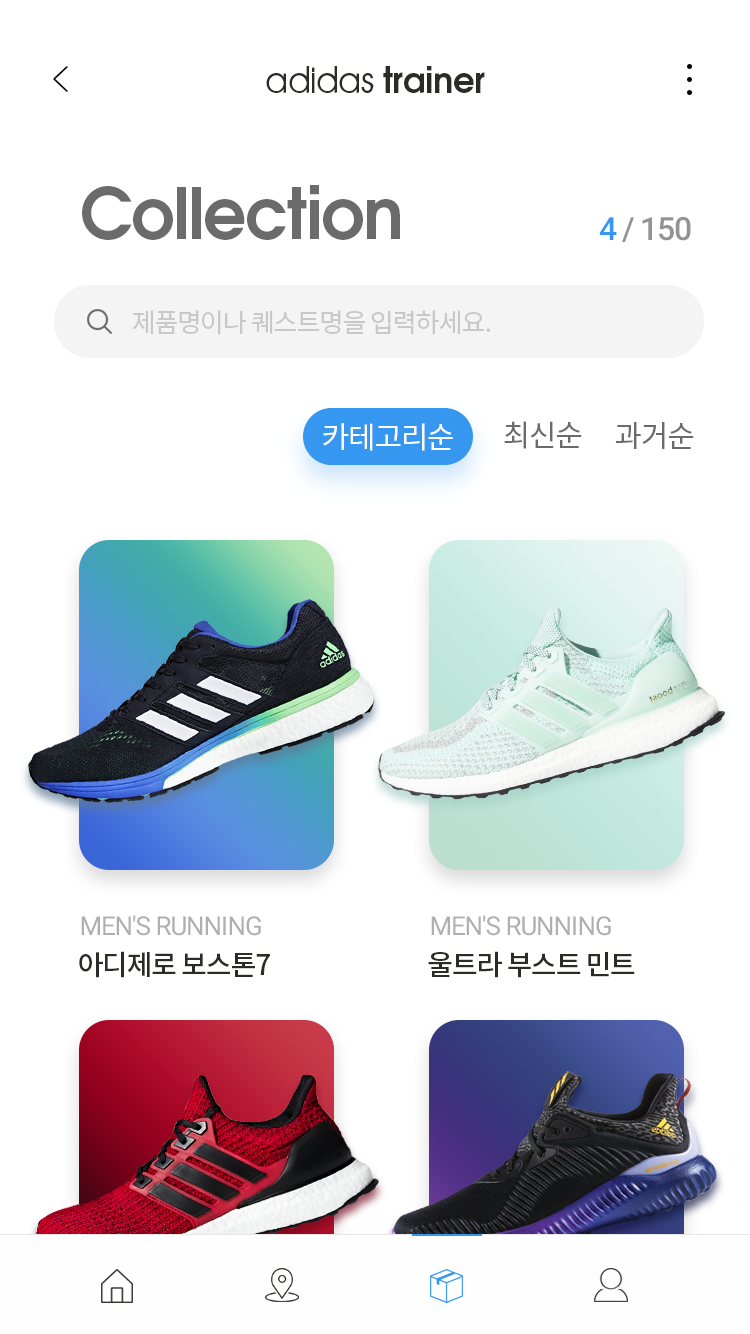 adidas trainer
Collection
4 / 150
제품명이나 퀘스트명을 입력하세요.
카테고리순 최신순 과거순
adidas
MEN'S RUNNING MEN'S RUNNING
아디제로 보스톤7 울트라 부스트 민트